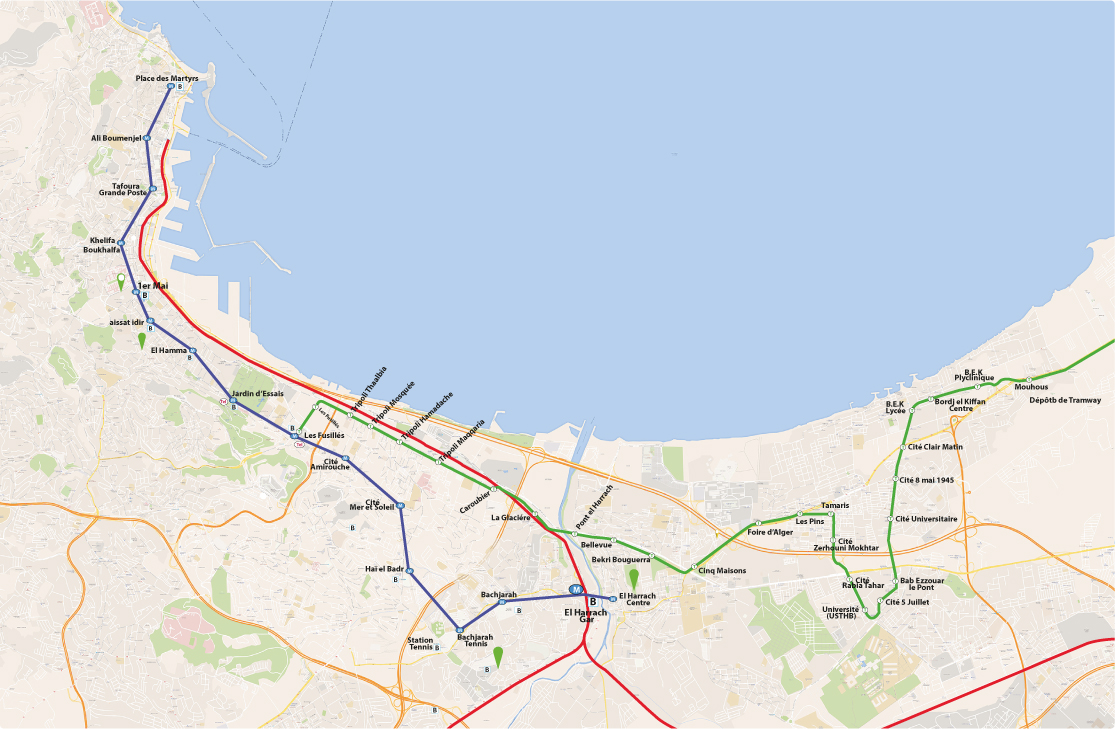 Place des Martyrs
B
Ali Boumenjel
Tafoura
Grande Poste
Khelifa
Boukhalfa
1er Mai
B
aissat idir
B
El Hamma
B
Jardin d'Essais
B
B
Les Fusillés
Les Fusillés
Tripoli Thaalbia
Tripoli Mosquée
Tripoli Hamadache
Tripoli Maqqaria
Cité
Amirouche
Cité
Mer et Soleil
B
Caroubier
La Glaciére
Pont el Harrach
Bellevue
Bekri Bouguerra
Cinq Maisons
Foire d'Alger
Les Pins
Tamaris
Cité
Zerhouni Mokhtar
Cité
Rabia Tahar
Université
(USTHB)
Cité 5 Juillet
Bab Ezzouar
le Pont
Cité Universitaire
Cité 8 mai 1945
Cité Clair Matin
B.E.K
Lycée
Bordj el Kiffan
Centre
B.E.K
Plyclinique
Mouhous
Dépôts de Tramway
Haï el Badr
B
Bachjarah
B
M
B
El Harrach
Gar
El Harrach
Centre
Station
Tennis
B
Bachjarah
Tennis
B
B